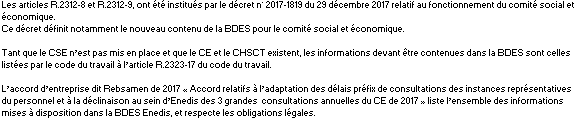 Les articles R.2312-8 et R.2312-9, ont été institués par le décret n° 2017-1819 du 29 décembre 2017 relatif au fonctionnement du comité social et
économique.
Ce décret définit notamment le nouveau contenu de la BDES pour le comité social et économique.
Tant que le CSE n'est pas mis en place et que le CE et le CHSCT existent, les informations devant être contenues dans la BDES sont celles
listées par le code du travail à l'article R.2323-17 du code du travail.
L'accord d'entreprise dit Rebsamen de 2017 « Accord relatifs à l'adaptation des délais préfix de consultations des instances représentatives
du personnel et à la déclinaison au sein d'Enedis des 3 grandes consultations annuelles du CE de 2017 » liste l'ensemble des informations
mises à disposition dans la BDES Enedis, et respecte les obligations légales.